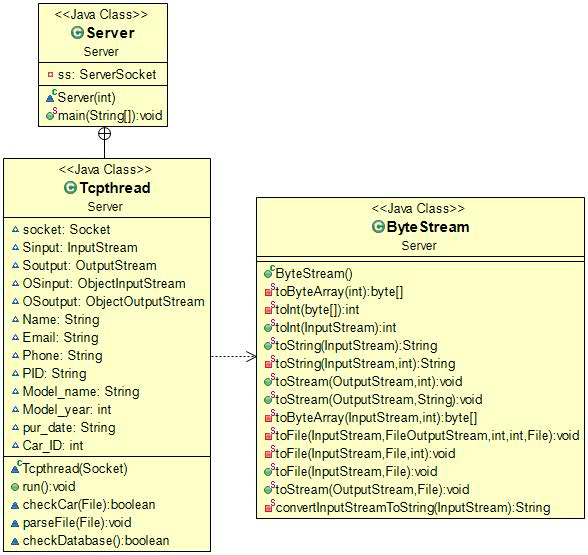 <<Java Class>>
Server
Server
ss: ServerSocket
Server(int)
main(String[]):void
<<Java Class>>
Tcpthread
Server
socket: Socket
Sinput: InputStream
Soutput: OutputStream
OSinput: ObjectInputStream
OSoutput: ObjectOutputStream
Name: String
Email: String
Phone: String
PID: String
Model_name: String
Model_year: int
pur_date: String
Car_ID: int
Tcpthread(Socket)
run():void
checkCar(File):boolean
parseFile(File):void
checkDatabase():boolean
<<Java Class>>
ByteStream
Server
ByteStream()
toByteArray(int):byte[]
toInt(byte[]):int
toInt(InputStream):int
toString(InputStream):String
toString(InputStream,int):String
toStream(OutputStream,int):void
toStream(OutputStream,String):void
toByteArray(InputStream,int):byte[]
toFile(InputStream,FileOutputStream,int,int,File):void
toFile(InputStream,File,int):void
toFile(InputStream,File):void
toStream(OutputStream,File):void
convertInputStreamToString(InputStream):String